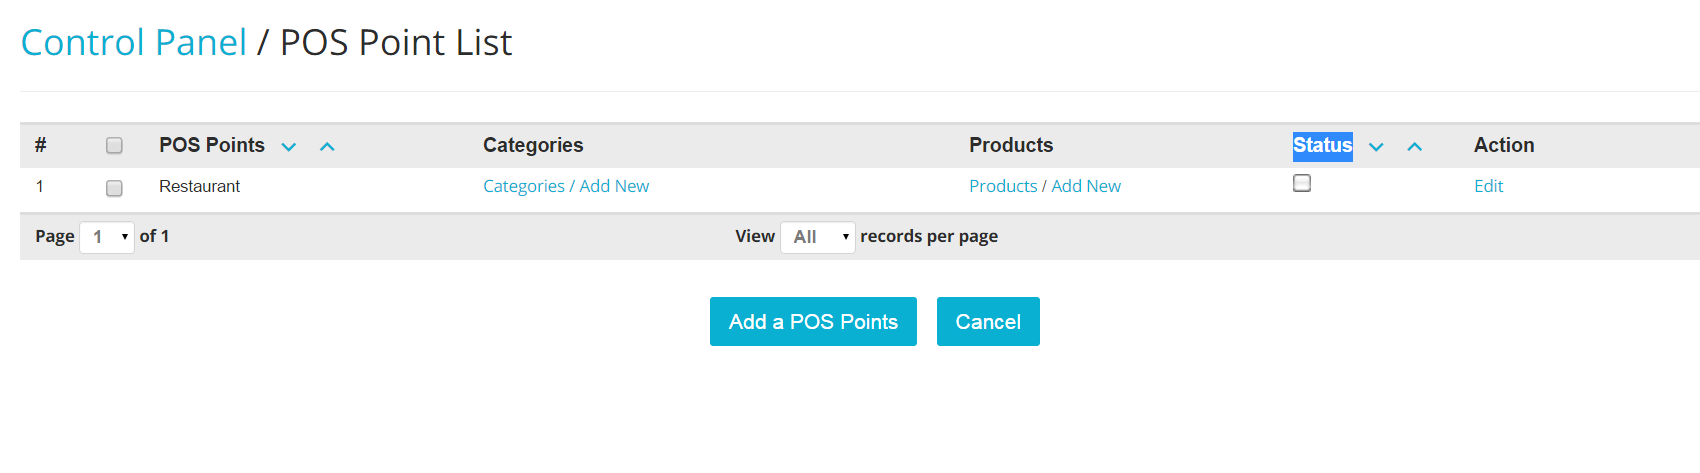 Control Panel / POS Point List
# POS Points Categories Products Status Action
1 Restaurant Categories / Add New Products / Add New Edit
Page 1 of 1 View All records per page
Add a POS Points Cancel